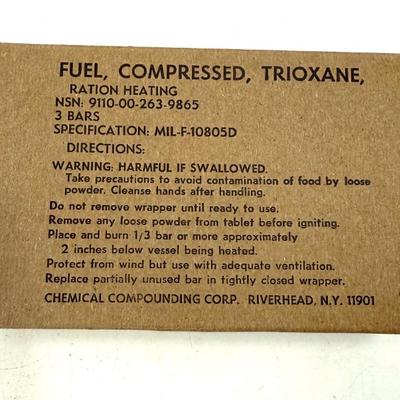 FUEL, COMPRESSED, TRIOXANE,
RATION HEATING
NSN: 9110-00-263-9865
3 BARS
SPECIFICATION: MIL-F-10805D
DIRECTIONS:
WARNING: HARMFUL IF SWALLOWED.
Take precautions to avoid contamination of food by loose
powder. Cleanse hands after handling.
Do not remove wrapper until ready to use.
Remove any loose powder from tablet before igniting.
Place and burn 1/3 bar or more approximately
2 inches below vessel being heated.
Protect from wind but use with adequate ventilation.
Replace partially unused bar in tightly closed wrapper.
CHEMICAL COMPOUNDING CORP. RIVERHEAD, N.Y. 11901